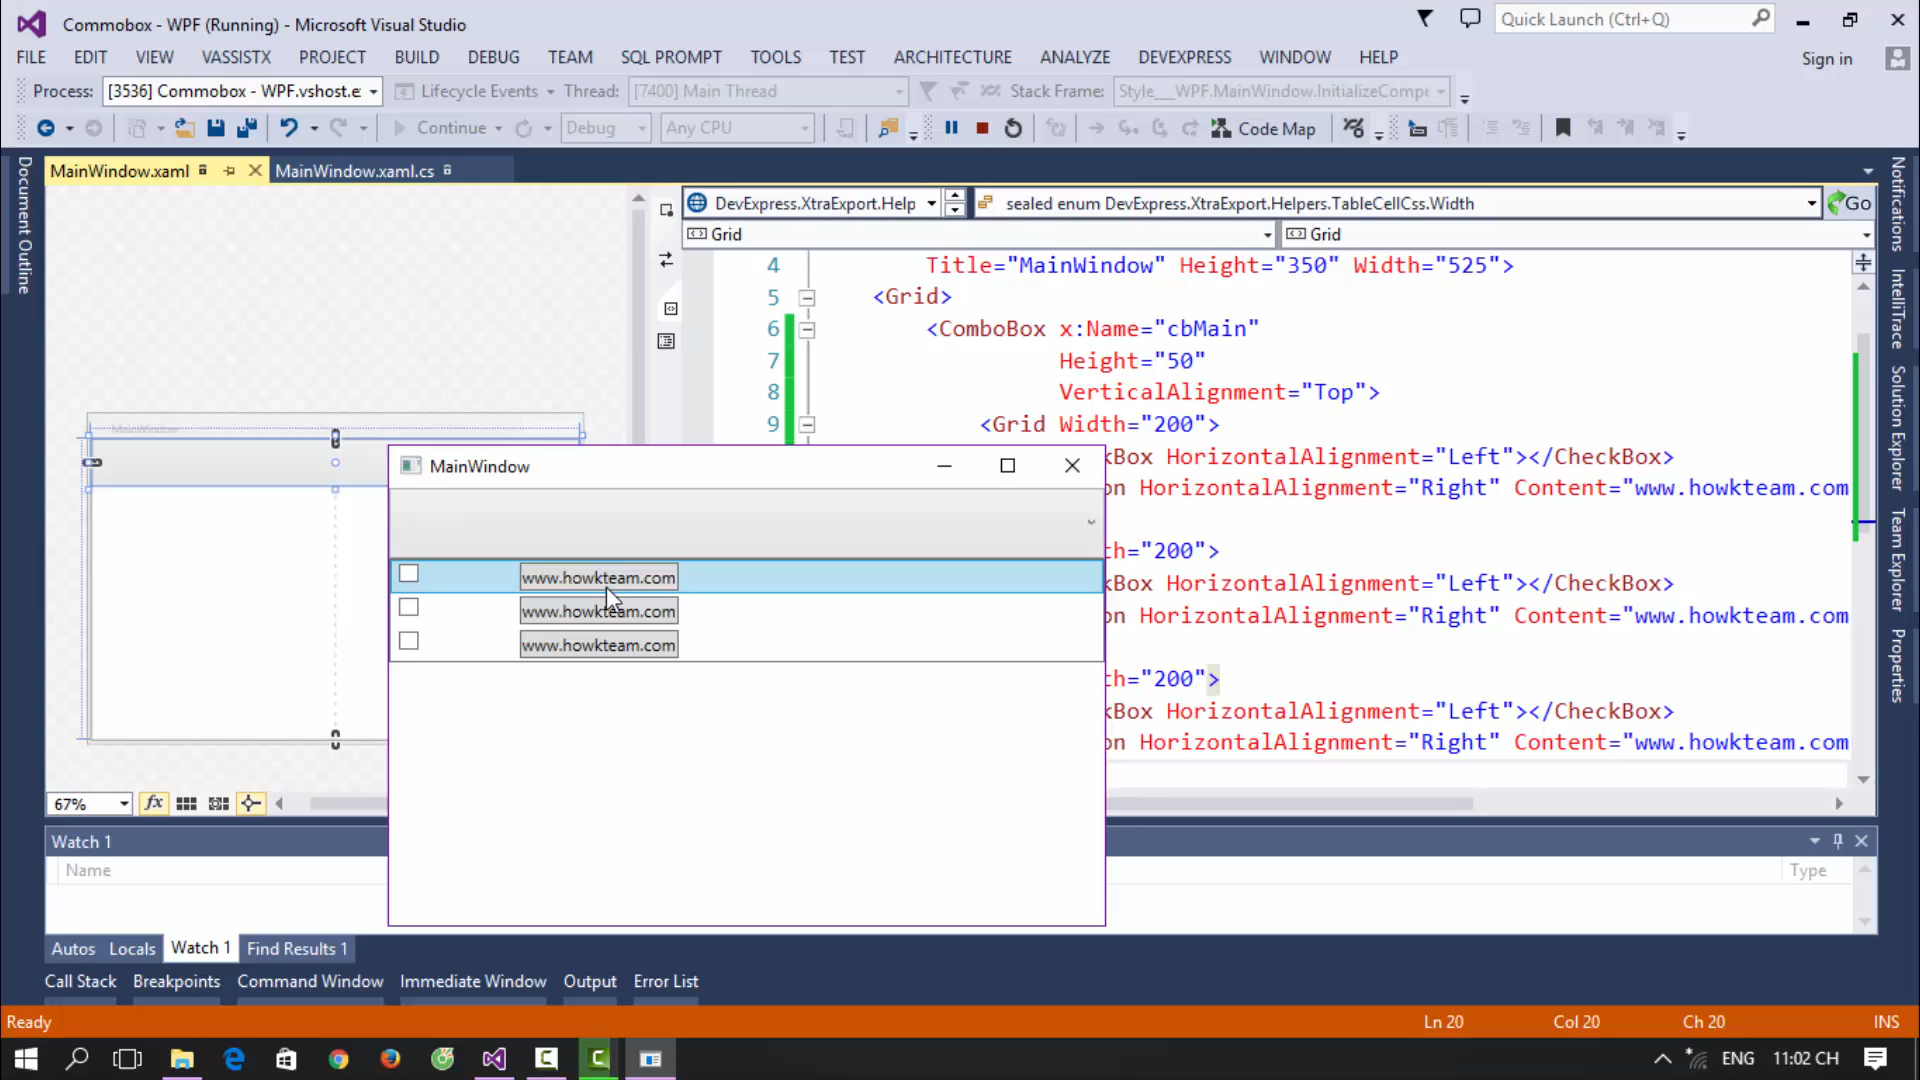 Commobox - WPF (Running) - Microsoft Visual Studio
Quick Launch (Ctrl+Q)
FILE EDIT VIEW VASSISTX PROJECT BUILD DEBUG TEAM SQL PROMPT TOOLS TEST ARCHITECTURE ANALYZE DEVEXPRESS WINDOW HELP Sign in
Process: [3536] Commobox - WPF.vshost.e Lifecycle Events Thread: [7400] Main Thread Stack Frame: Style___WPF.MainWindow.InitializeComp
Continue Debug Any CPU Code Map
MainWindow.xaml MainWindow.xaml.cs
DevExpress.XtraExport.Help sealed enum DevExpress.XtraExport.Helpers.TableCellCss.Width Go
Grid Grid
4 Title="MainWindow" Height="350" Width="525">
5 <Grid>
6 <ComboBox x:Name="cbMain"
7 Height="50"
8 VerticalAlignment="Top">
9 <Grid Width="200">
Box HorizontalAlignment="Left"></CheckBox>
on HorizontalAlignment="Right" Content="www.howkteam.com
th="200">
kBox HorizontalAlignment="Left"></CheckBox>
on HorizontalAlignment="Right" Content="www.howkteam.com
th="200">
kBox HorizontalAlignment="Left"></CheckBox>
on HorizontalAlignment="Right" Content="www.howkteam.com
Document Outline
MainWindow
MainWindow
www.howkteam.com
www.howkteam.com
www.howkteam.com
Notifications
IntelliTrace
Solution Explorer
Team Explorer
Properties
67%
Watch 1
Name Type
Autos Locals Watch 1 Find Results 1
Call Stack Breakpoints Command Window Immediate Window Output Error List
Ready Ln 20 Col 20 Ch 20 INS
ENG 11:02 CH